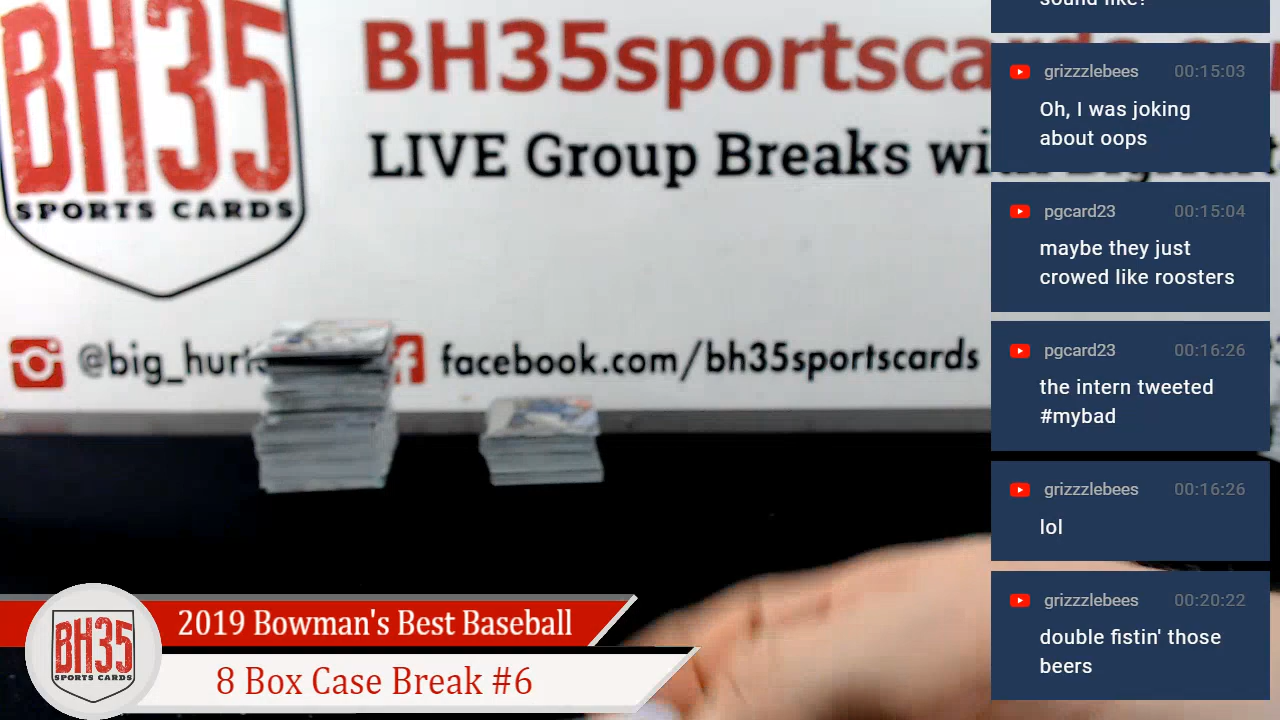 BH35
SPORTS CARDS
BH35sportsca
LIVE Group Breaks wi
@big_hur
facebook.com/bh35sportscards
sound like?
grizzzlebees 00:15:03
Oh, I was joking
about oops
pgcard23 00:15:04
maybe they just
crowed like roosters
pgcard23 00:16:26
the intern tweeted
#mybad
grizzzlebees 00:16:26
lol
grizzzlebees 00:20:22
double fistin' those
beers
BH35
SPORTS CARDS
2019 Bowman's Best Baseball
8 Box Case Break #6